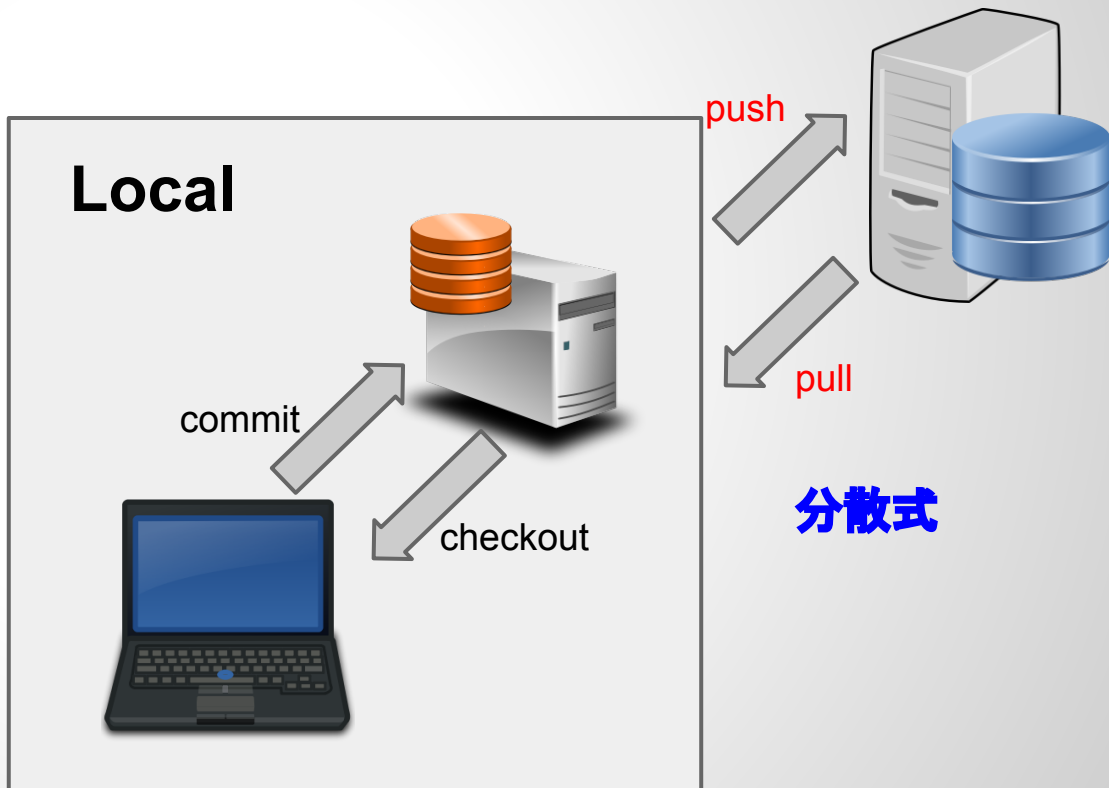 push
Local
pull
commit
分散式
checkout